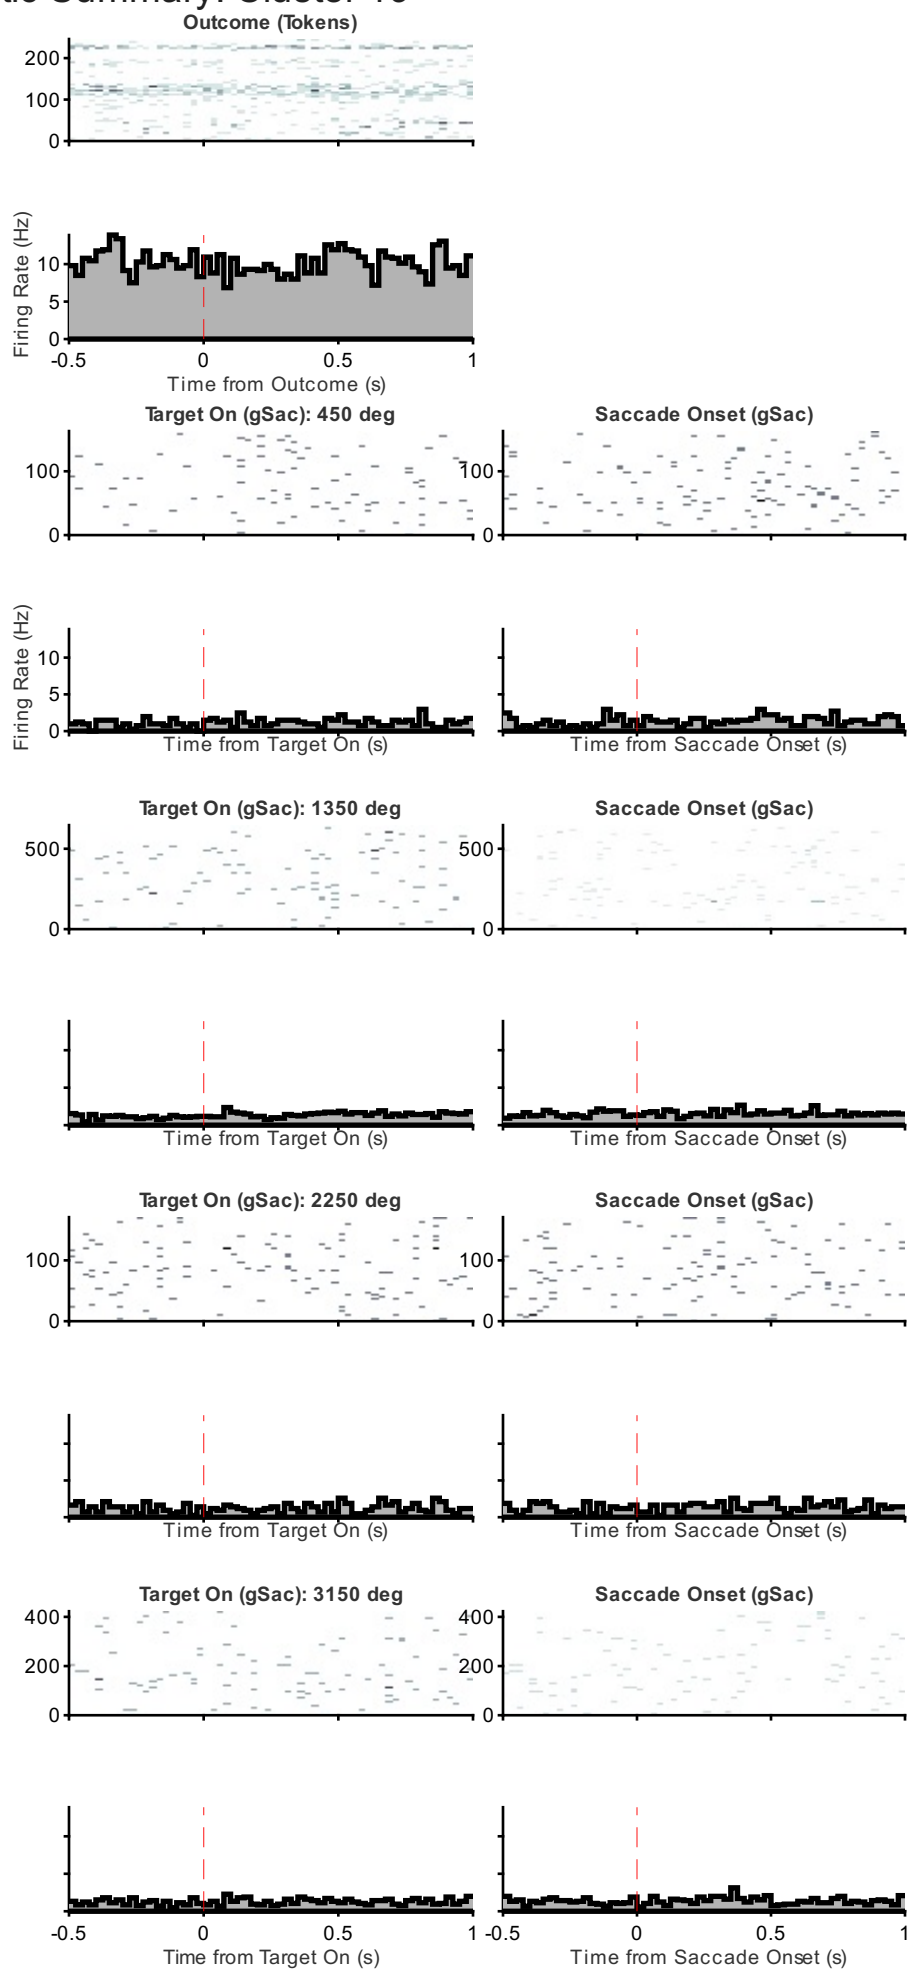 tic Summary: Cluster
Outcome (Tokens)
200
100
0
Firing Rate (Hz)
10
5
0
-0.5 0 0.5 1
Time from Outcome (s)
Target On (gSac): 450 deg Saccade Onset (gSac)
100 100
0 0
Firing Rate (Hz)
10
5
0
Time from Target On (s) Time from Saccade Onset (s)
Target On (gSac): 1350 deg Saccade Onset (gSac)
500 500
0 0
Time from Target On (s) Time from Saccade Onset (s)
Target On (gSac): 2250 deg Saccade Onset (gSac)
100 100
0 0
Time from Target On (s) Time from Saccade Onset (s)
Target On (gSac): 3150 deg Saccade Onset (gSac)
400 400
200 200
0 0
-0.5 0 0.5 1 -0.5 0 0.5 1
Time from Target On (s) Time from Saccade Onset (s)